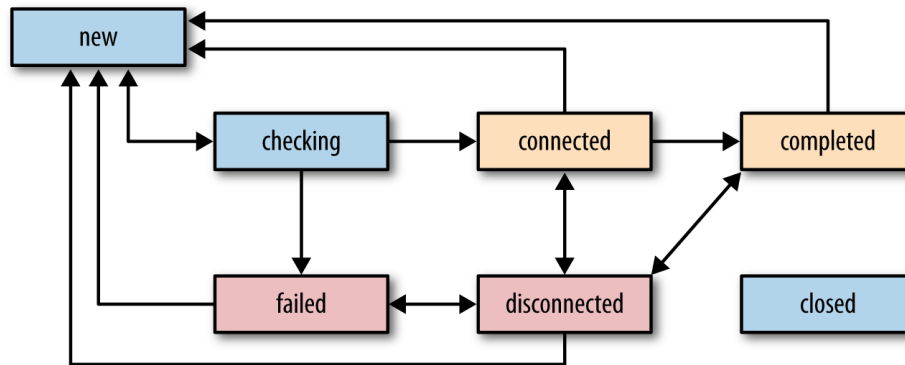 new
checking
connected
completed
failed
disconnected
closed